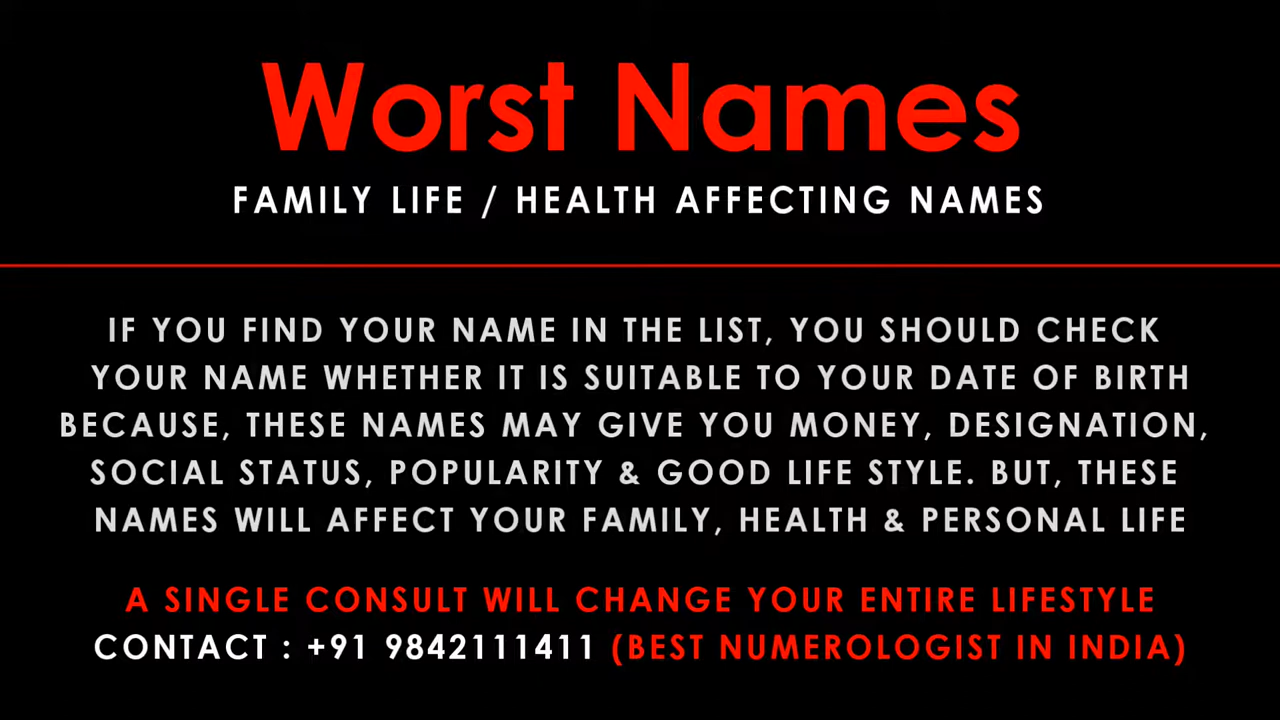 Worst Names
FAMILY LIFE / HEALTH AFFECTING NAMES
IF YOU FIND YOUR NAME IN THE LIST, YOU SHOULD CHECK
YOUR NAME WHETHER IT IS SUITABLE TO YOUR DATE OF BIRTH
BECAUSE, THESE NAMES MAY GIVE YOU MONEY, DESIGNATION,
SOCIAL STATUS, POPULARITY & GOOD LIFE STYLE. BUT, THESE
NAMES WILL AFFECT YOUR FAMILY, HEALTH & PERSONAL LIFE
A SINGLE CONSULT WILL CHANGE YOUR ENTIRE LIFESTYLE
CONTACT : +91 9842111411 (BEST NUMEROLOGIST IN INDIA)